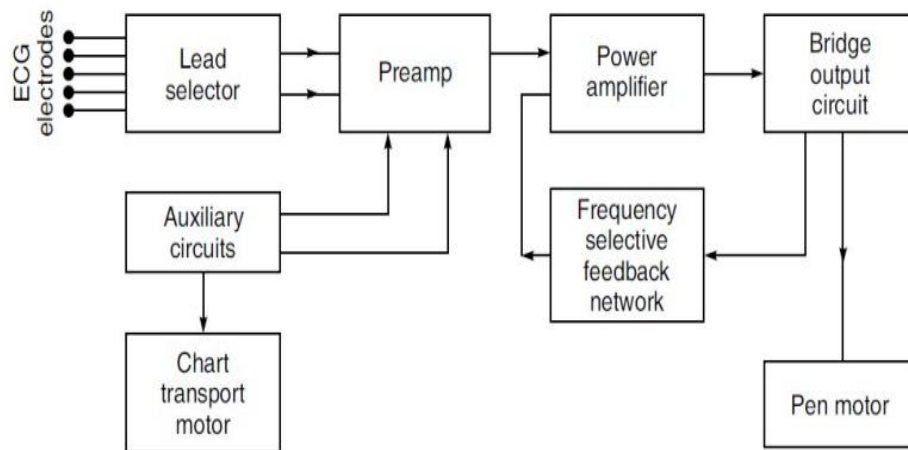 ECG
electrodes
Lead
selector
Preamp
Power
amplifier
Bridge
output
circuit
Auxiliary
circuits
Frequency
selective
feedback
network
Chart
transport
motor
Pen motor